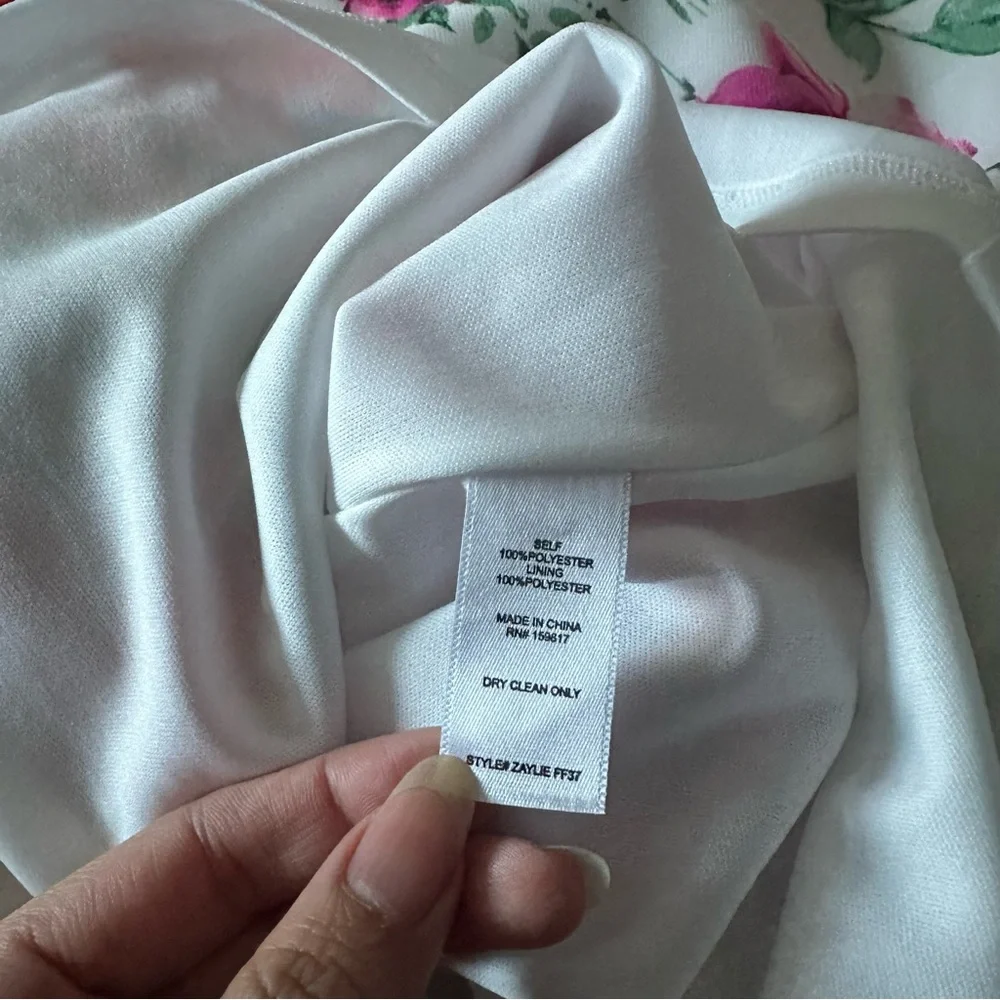 SELF
100%POLYESTER
LINING
100%POLYESTER
MADE IN CHINA
RN# 159617
DRY CLEAN ONLY
STYLE# ZAYLIE FF37